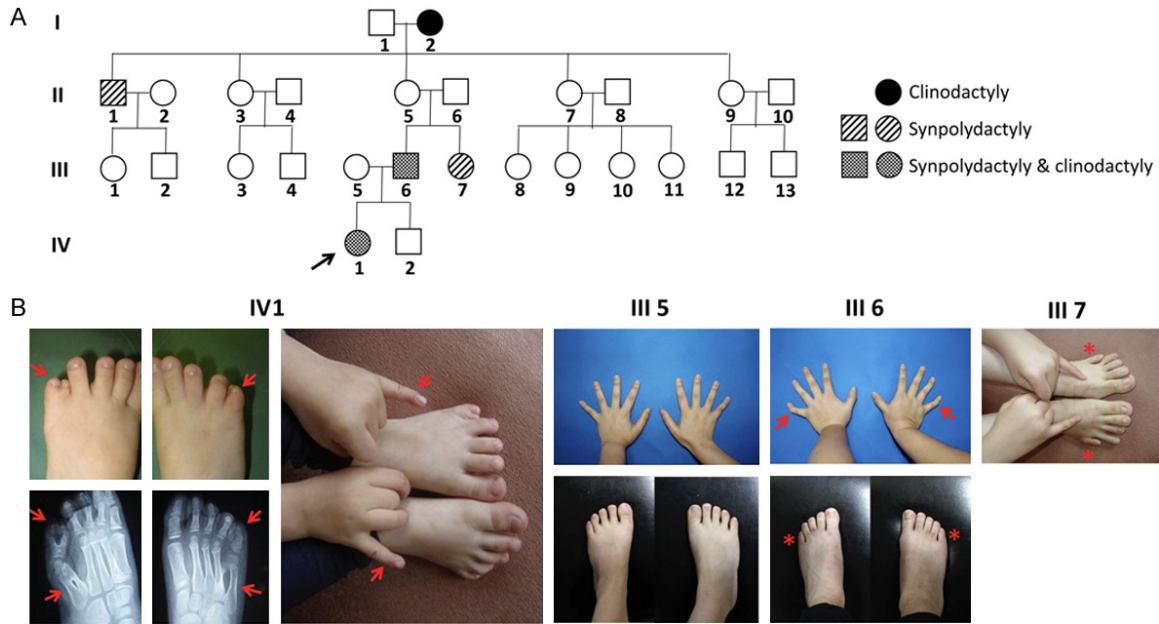 A
I
1 2
Clinodactyly
II
1 2 3 4 5 6 7 8 9 10
Synpolydactyly
Synpolydactyly & clinodactyly
III
1 2 3 4 5 6 7 8 9 10 11 12 13
IV
1 2
B
IV1 III 5 III 6 III 7
* *
* *